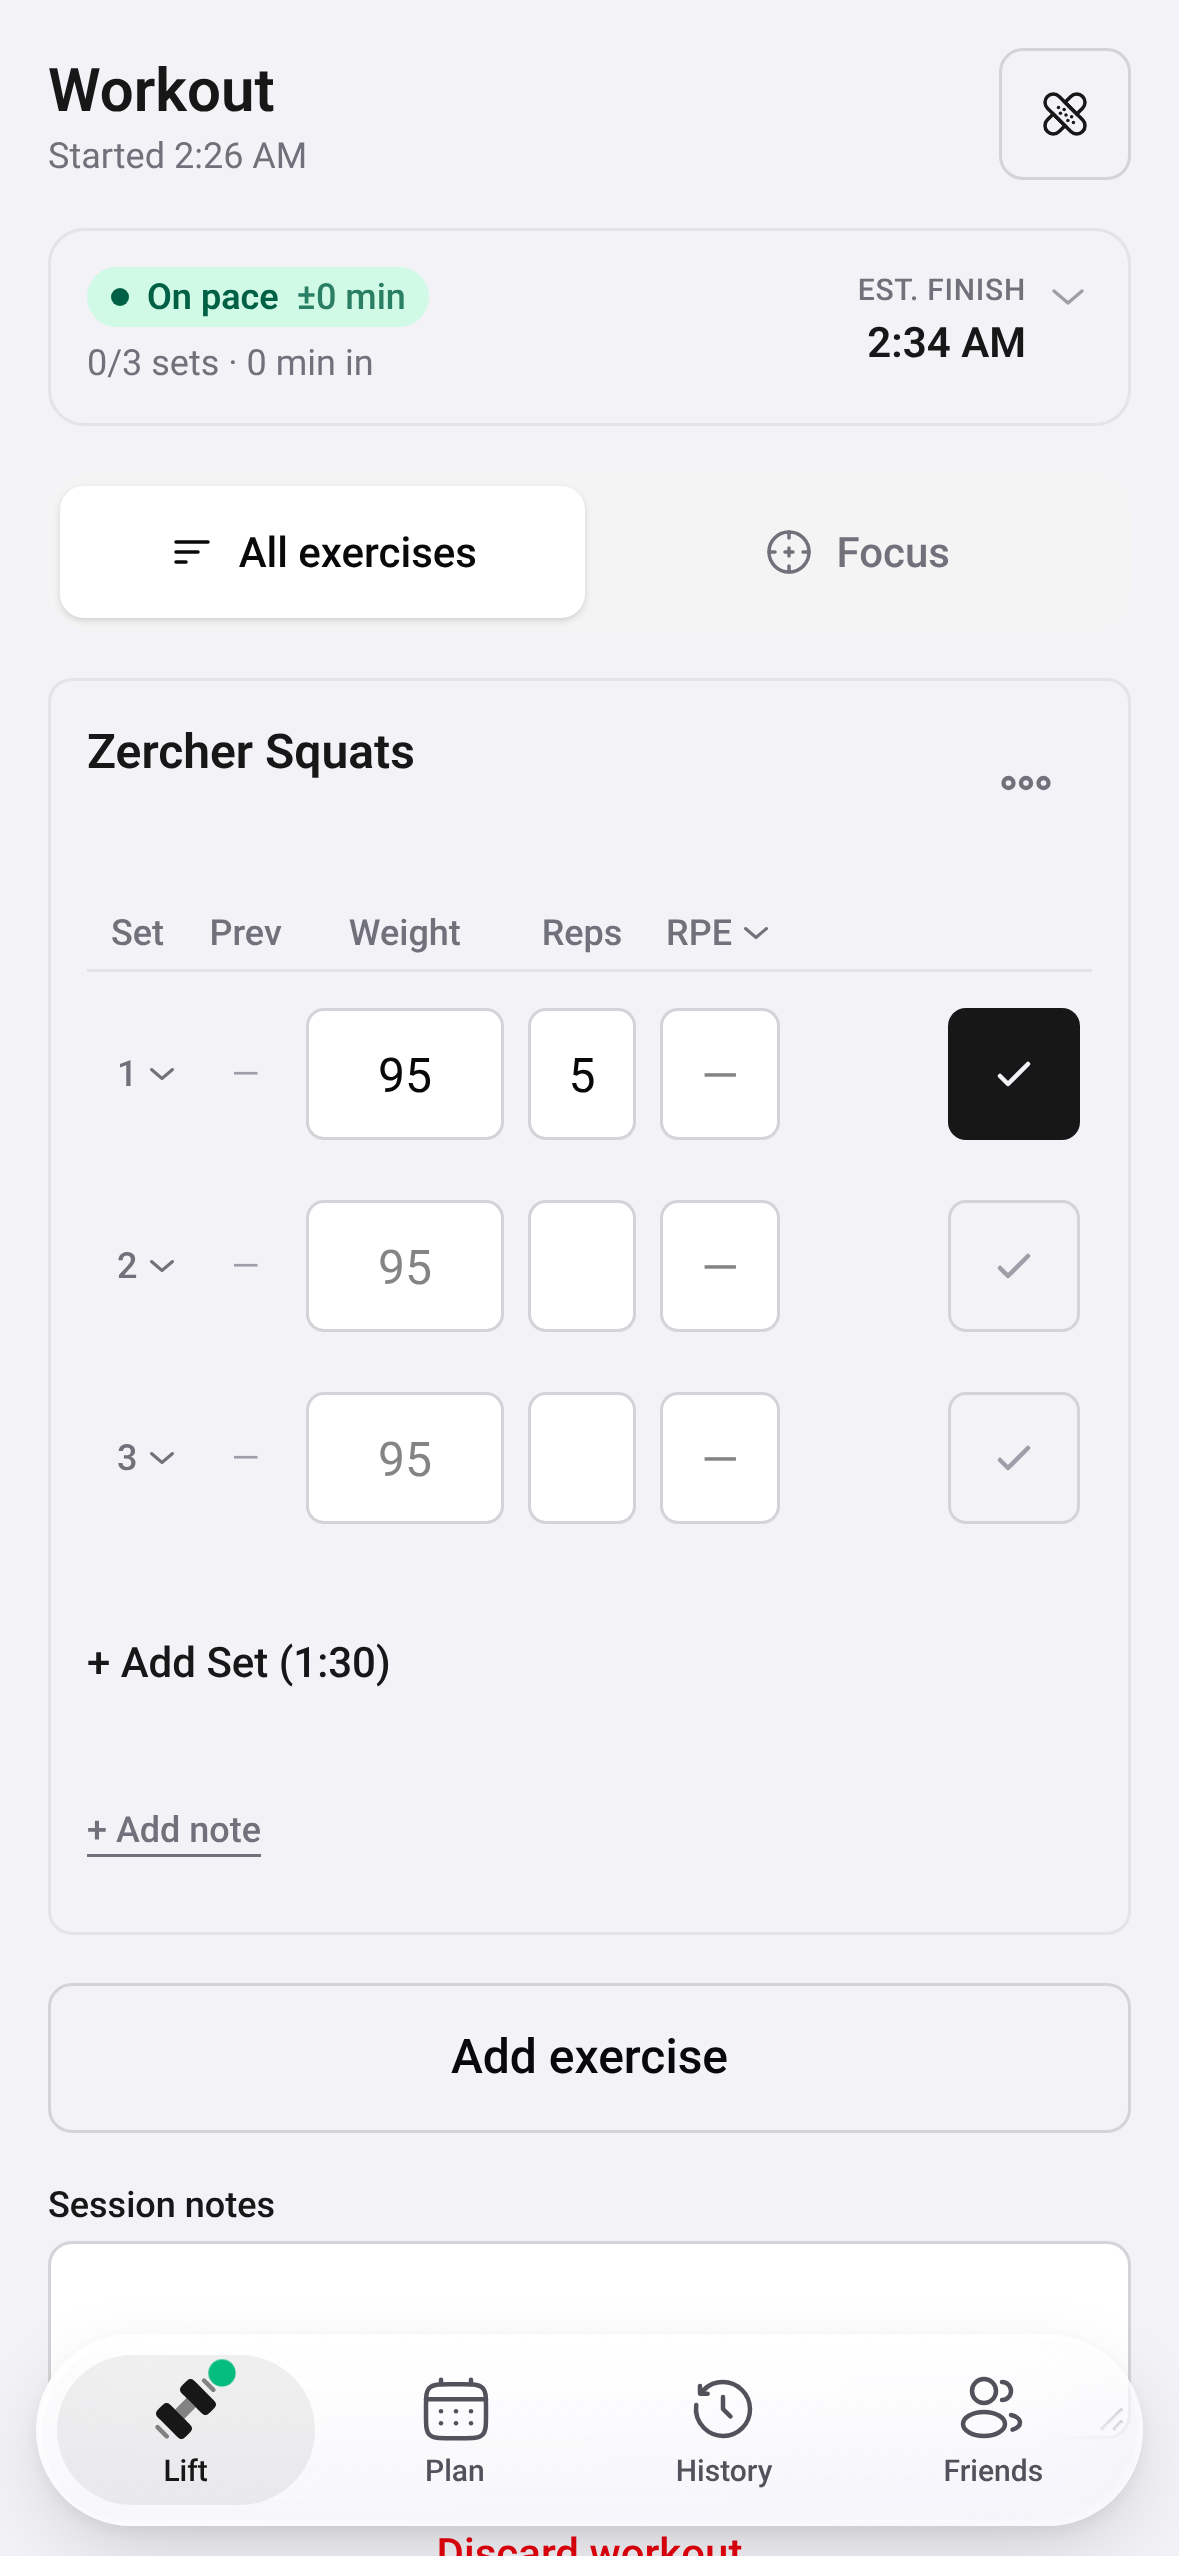 Workout
Started 2:26 AM
On pace ±0 min
0/3 sets · 0 min in
EST. FINISH
2:34 AM
All exercises
Focus
Zercher Squats
Set Prev Weight Reps RPE
1 — 95 5 —
2 — 95 —
3 — 95 —
+ Add Set (1:30)
+ Add note
Add exercise
Session notes
Lift Plan History Friends
Discard workout